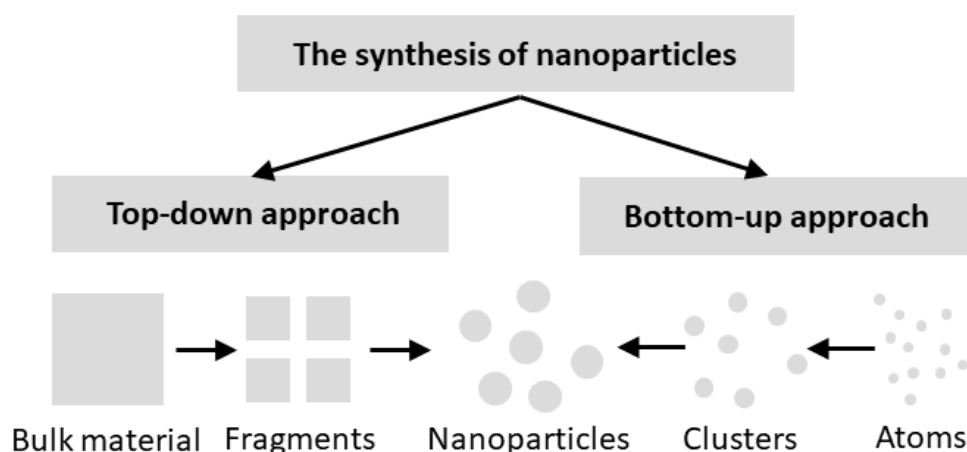 The synthesis of nanoparticles
Top-down approach
Bottom-up approach
Bulk material
Fragments
Nanoparticles
Clusters
Atoms